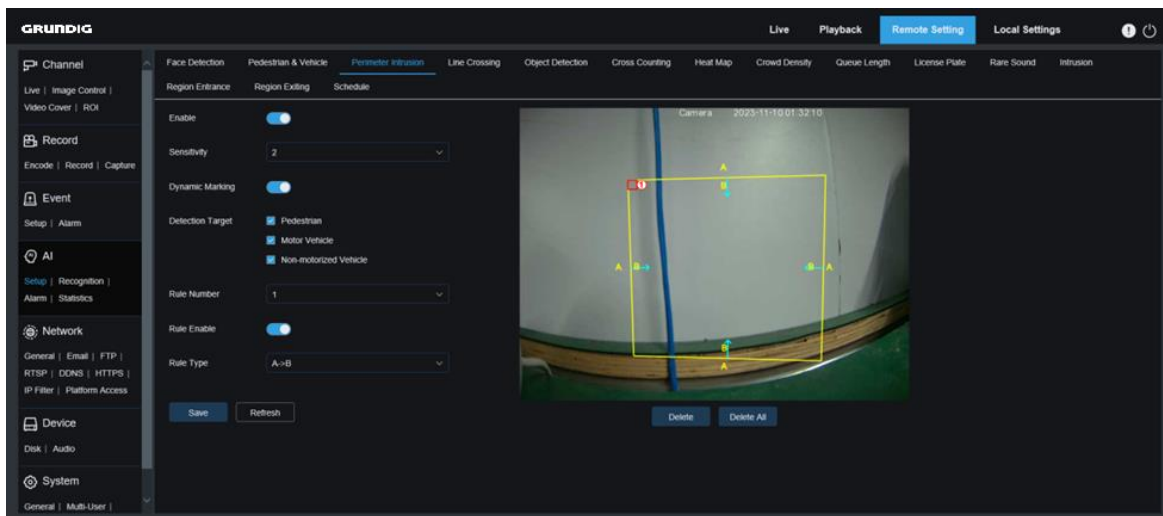 GRUNDIG
Live Playback Remote Setting Local Settings
Channel
Live | Image Control |
Video Cover | ROI
Record
Encode | Record | Capture
Event
Setup | Alarm
AI
Setup | Recognition |
Alarm | Statistics
Network
General | Email | FTP |
RTSP | DDNS | HTTPS |
IP Filter | Platform Access
Device
Disk | Audio
System
General | Multi-User |
Face Detection Pedestrian & Vehicle Perimeter Intrusion Line Crossing Object Detection Cross Counting Heat Map Crowd Density Queue Length License Plate Rare Sound Intrusion
Region Entrance Region Exiting Schedule
Enable
Sensitivity 2
Dynamic Marking
Detection Target Pedestrian
Motor Vehicle
Non-motorized Vehicle
Rule Number 1
Rule Enable
Rule Type A->B
Save Refresh
Camera 2023-11-10 01:32:10
A
1 B
A B B A
B
A
Delete Delete All